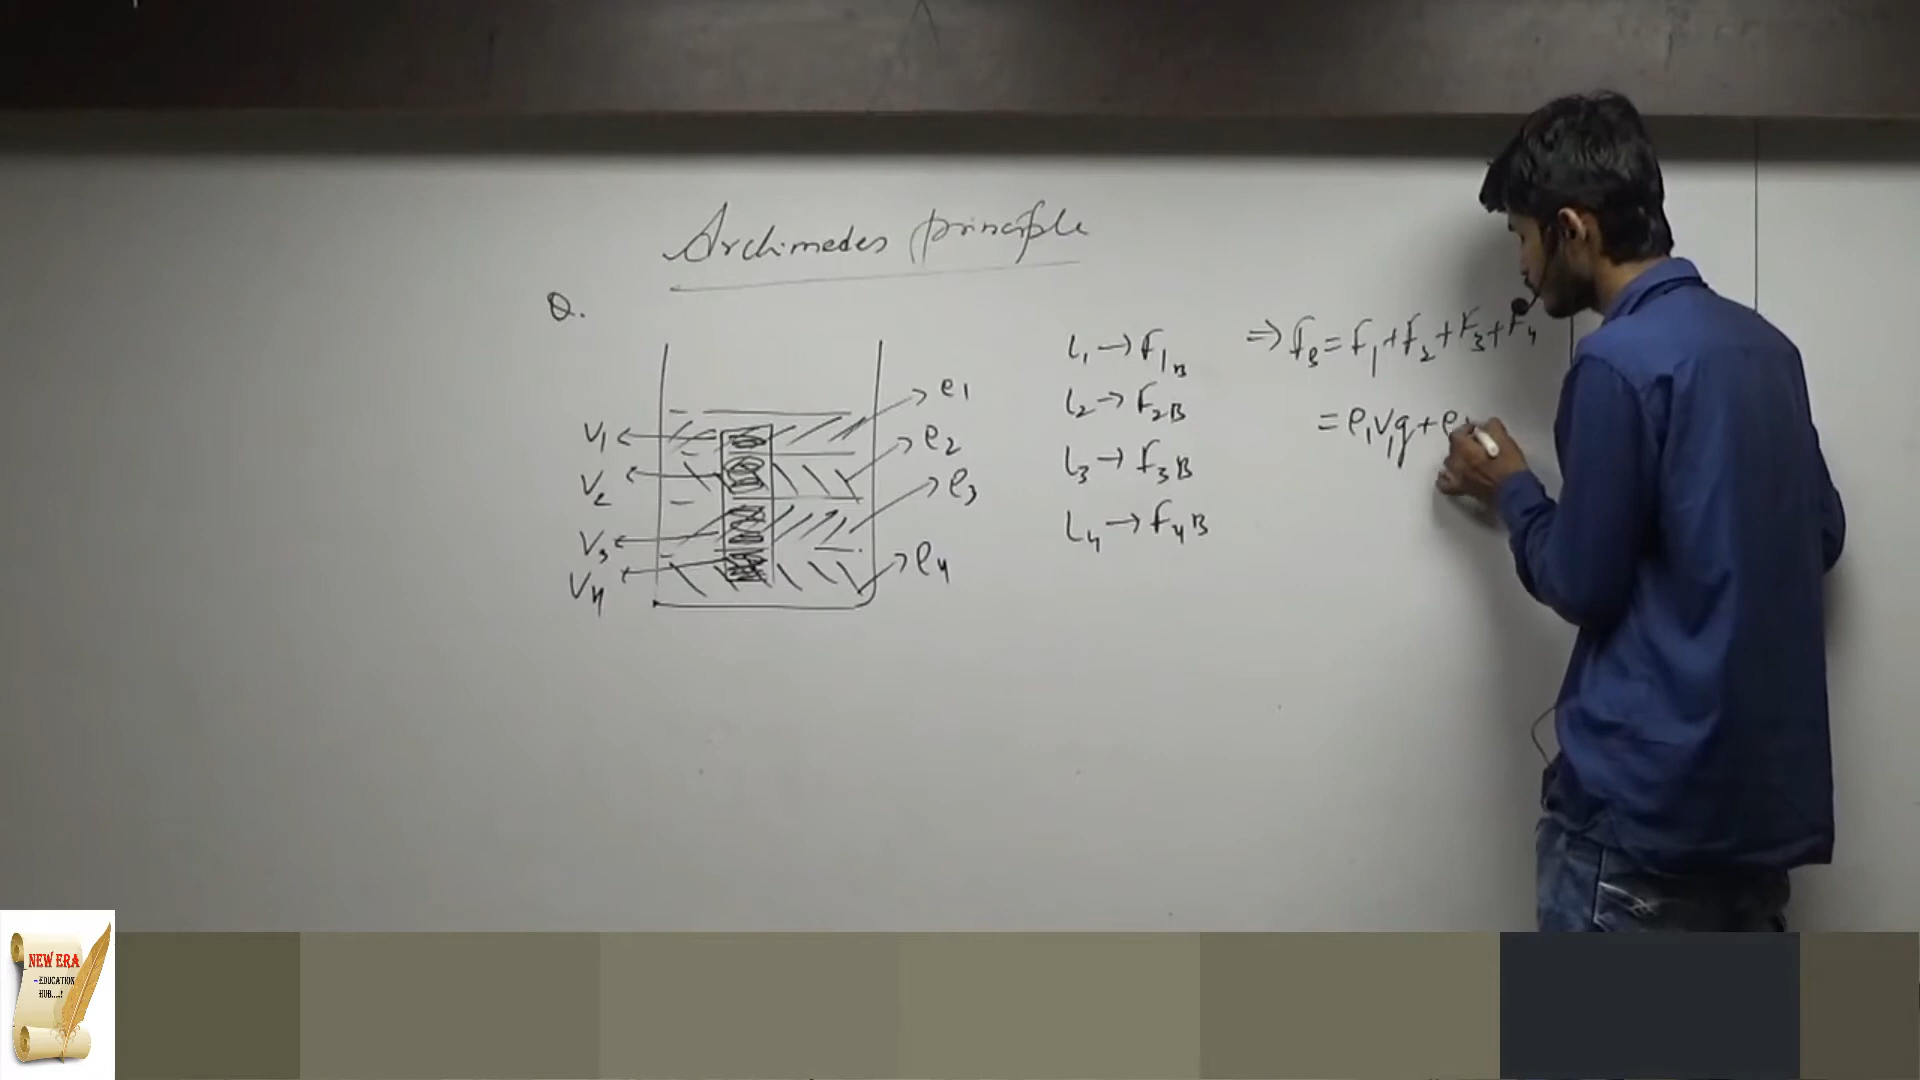 Archimedes principle
Q.
V1
V2
V3
V4
ρ1
ρ2
ρ3
ρ4
L1 → F1B
L2 → F2B
L3 → F3B
L4 → F4B
⇒ FB = F1 + F2 + F3 + F4
= ρ1V1g + ρ
NEW ERA
- EDUCATION
HUB....!